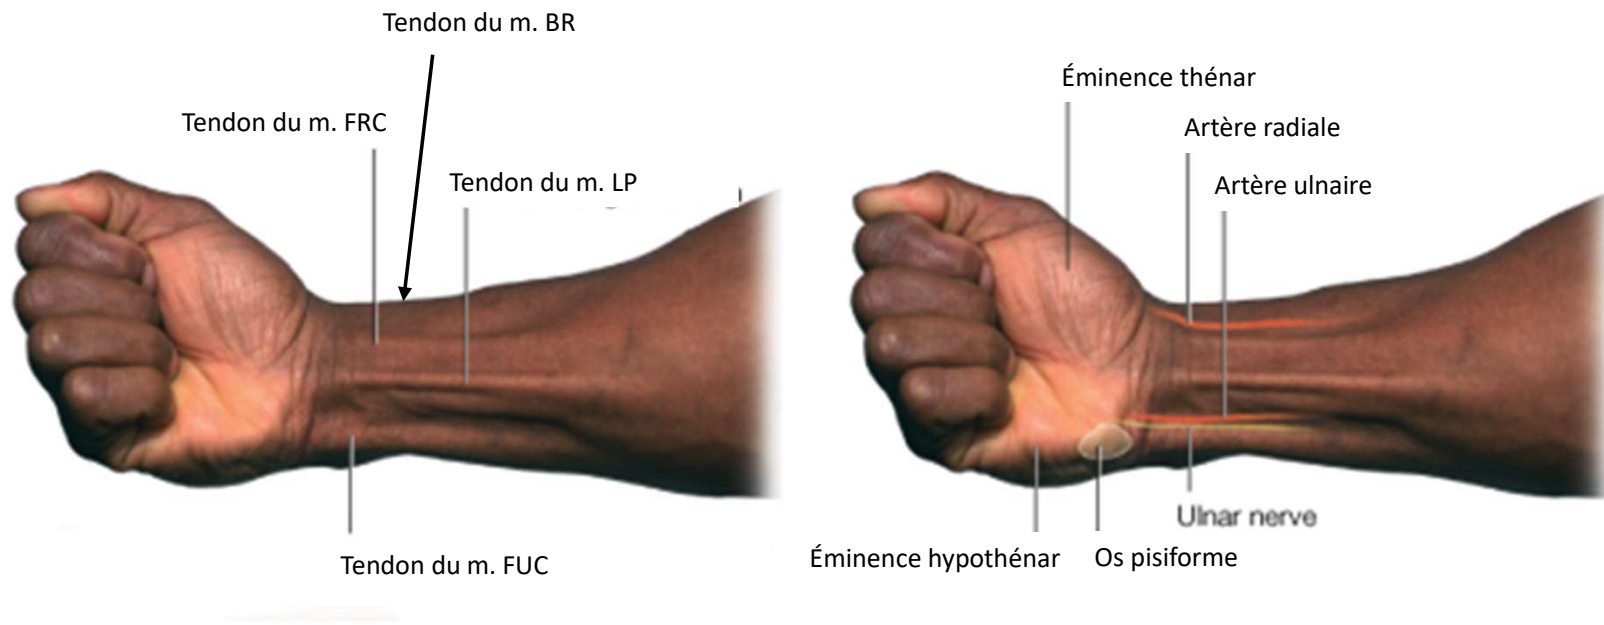 Tendon du m. BR
Tendon du m. FRC
Tendon du m. LP
Tendon du m. FUC
Éminence thénar
Artère radiale
Artère ulnaire
Ulnar nerve
Éminence hypothénar
Os pisiforme